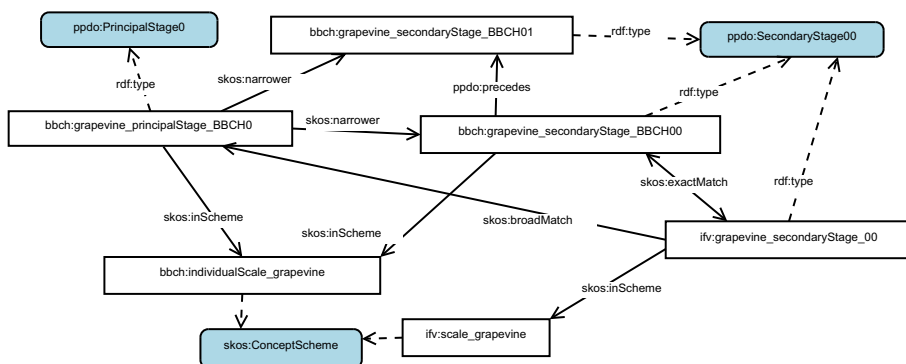 ppdo:PrincipalStage0
bbch:grapevine_secondaryStage_BBCH01
rdf:type
ppdo:SecondaryStage00
rdf:type
skos:narrower
ppdo:precedes
rdf:type
bbch:grapevine_principalStage_BBCH0
skos:narrower
bbch:grapevine_secondaryStage_BBCH00
skos:exactMatch
rdf:type
skos:inScheme
skos:broadMatch
skos:inScheme
ifv:grapevine_secondaryStage_00
bbch:individualScale_grapevine
skos:inScheme
ifv:scale_grapevine
skos:ConceptScheme